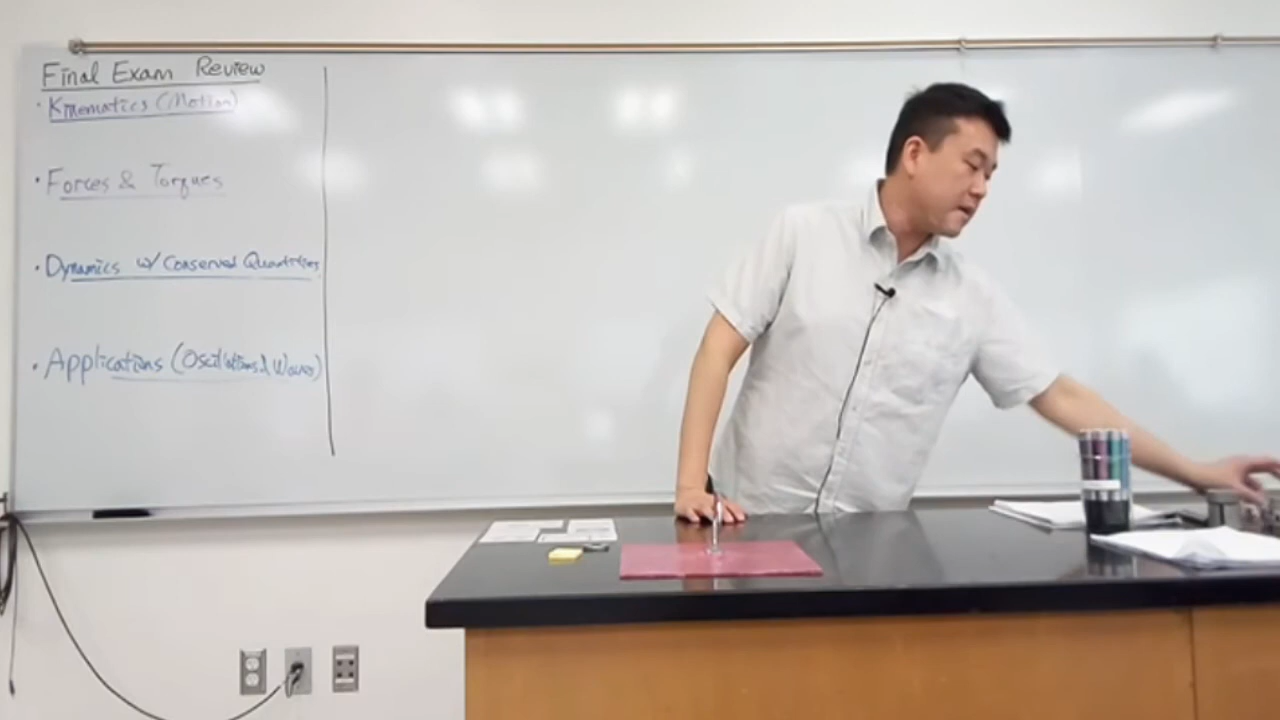 Final Exam Review
· Kinematics (Motion)
· Forces & Torques
· Dynamics w/ Conserved Quantities
· Applications (Oscillations & Waves)